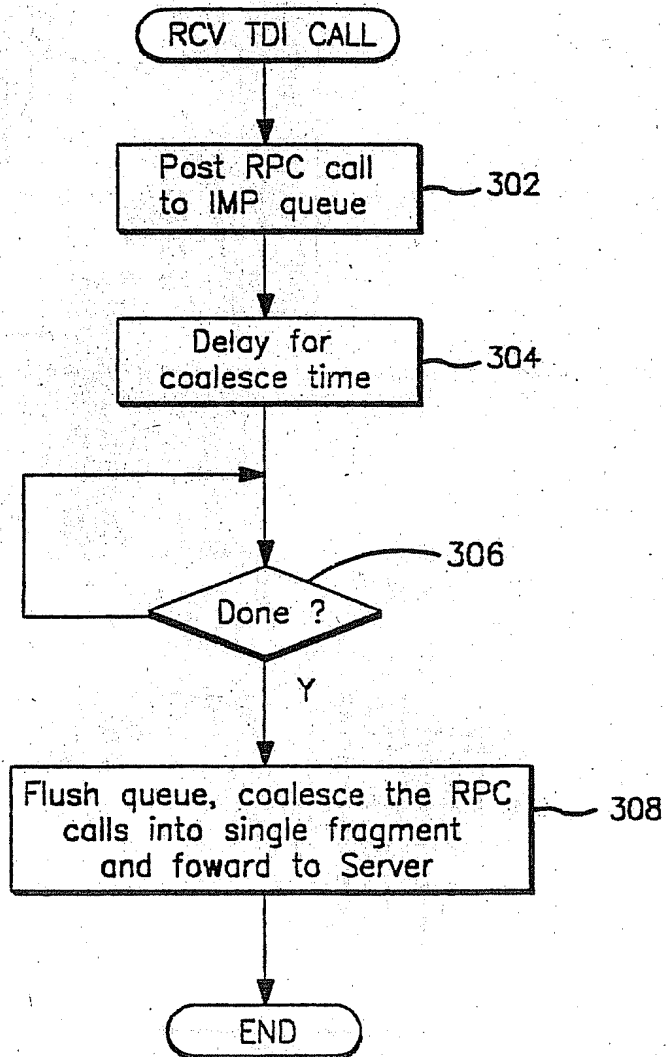 RCV TDI CALL
Post RPC call
to IMP queue
302
Delay for
coalesce time
304
306
Done ?
Y
Flush queue, coalesce the RPC
calls into single fragment
and foward to Server
308
END